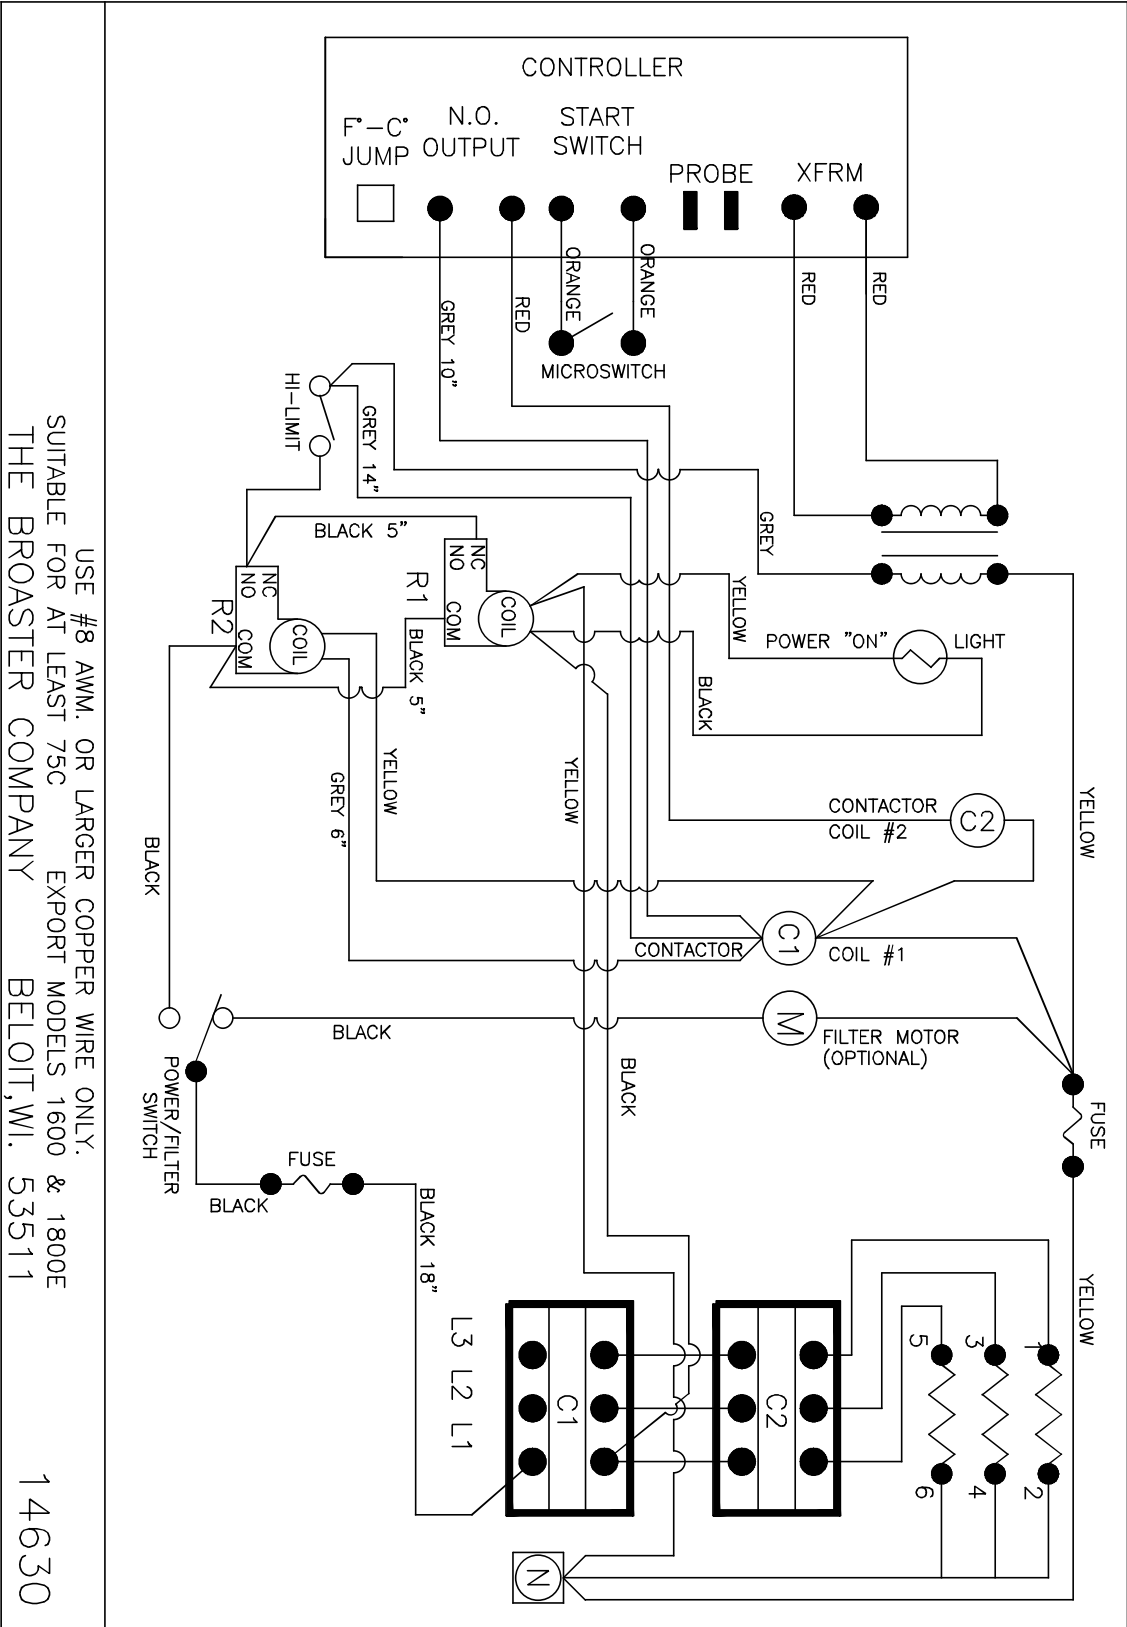 CONTROLLER
F°-C°
JUMP
N.O.
OUTPUT
START
SWITCH
PROBE
XFRM
ORANGE
ORANGE
RED
RED
RED
GREY 10"
MICROSWITCH
HI-LIMIT
GREY 14"
BLACK 5"
GREY
NC
NO
COM
COIL
R1
NC
NO
COM
COIL
R2
BLACK 5"
YELLOW
POWER "ON"
LIGHT
BLACK
YELLOW
GREY 6"
YELLOW
CONTACTOR
COIL #2
C2
YELLOW
BLACK
CONTACTOR
C1
COIL #1
BLACK
M
FILTER MOTOR
(OPTIONAL)
POWER/FILTER
SWITCH
BLACK
FUSE
FUSE
BLACK
BLACK 18"
YELLOW
L3 L2 L1
C1
C2
5
3
1
6
4
2
N
USE #8 AWM. OR LARGER COPPER WIRE ONLY.
SUITABLE FOR AT LEAST 75C EXPORT MODELS 1600 & 1800E
THE BROASTER COMPANY BELOIT,WI. 53511 14630